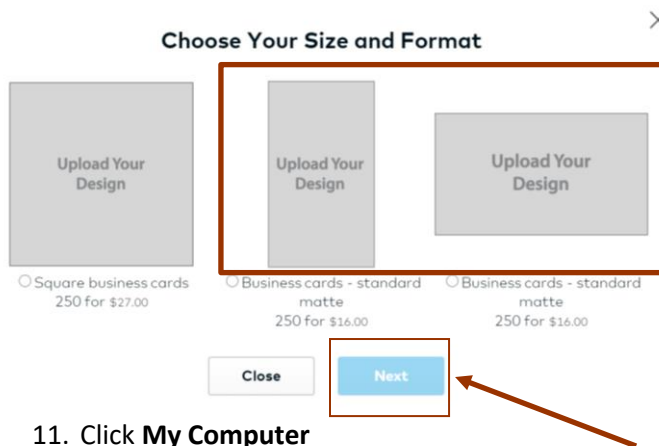 Choose Your Size and Format
Upload Your
Design
Upload Your
Design
Upload Your
Design
Square business cards
250 for $27.00
Business cards - standard
matte
250 for $16.00
Business cards - standard
matte
250 for $16.00
Close
Next
11. Click My Computer